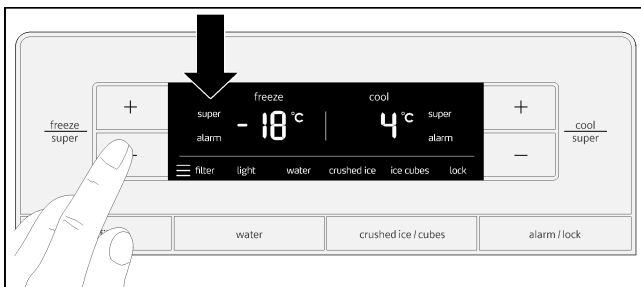 freeze
super
+
super
alarm
freeze
- 18 °C
cool
4 °C
super
alarm
filter
light
water
crushed ice
ice cubes
lock
+
−
cool
super
water
crushed ice / cubes
alarm / lock